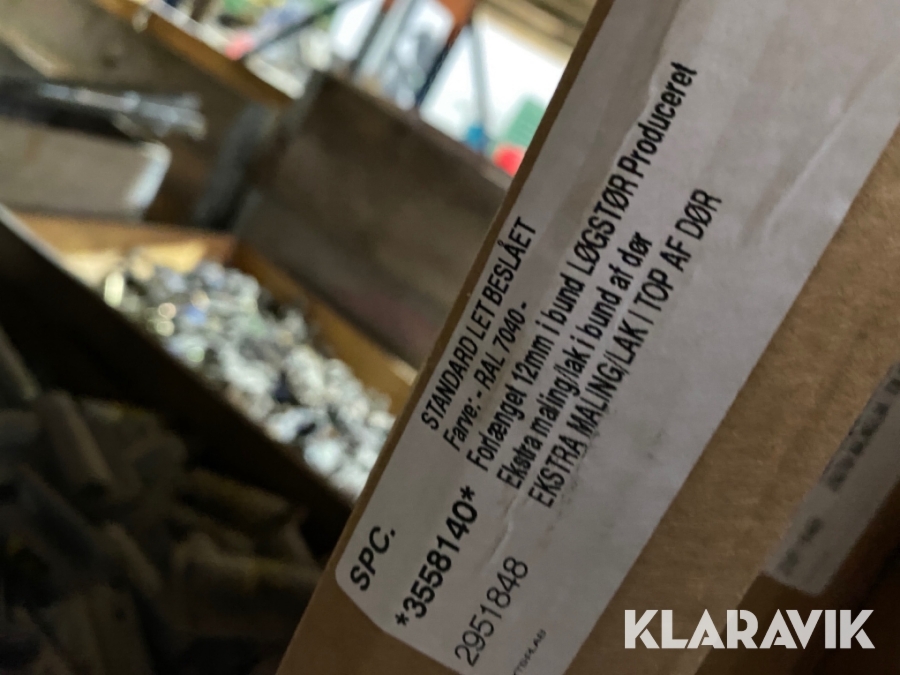 STANDARD LET BESLÅET
Farve: - RAL 7040 -
Forlænget 12mm i bund LØGSTØR Produceret
Ekstra maling/lak i bund af dør
EKSTRA MALING/LAK I TOP AF DØR
SPC.
*3558140*
2951848
KLARAVIK